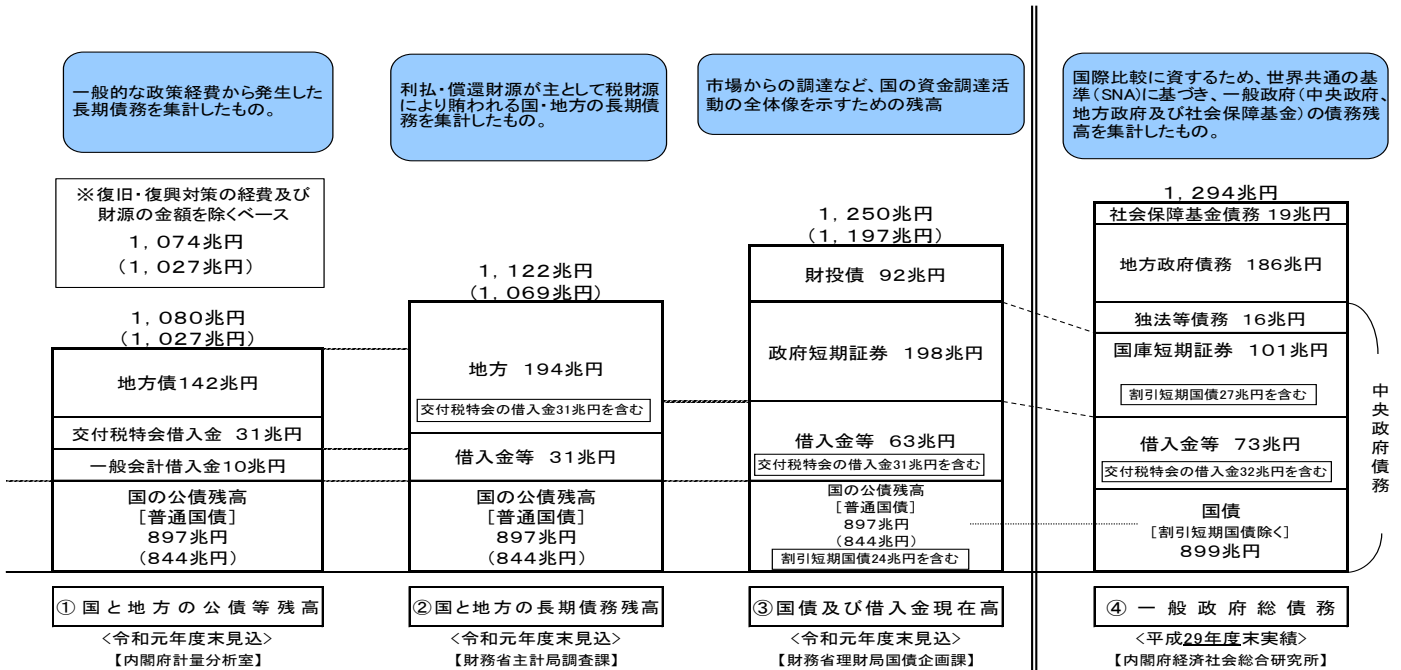 一般的な政策経費から発生した
長期債務を集計したもの。
※復旧・復興対策の経費及び
財源の金額を除くベース
1,074兆円
(1,027兆円)
1,080兆円
(1,027兆円)
地方債142兆円
交付税特会借入金 31兆円
一般会計借入金10兆円
国の公債残高
[普通国債]
897兆円
(844兆円)
①国と地方の公債等残高
<令和元年度末見込>
【内閣府計量分析室】
利払・償還財源が主として税財源
により賄われる国・地方の長期債
務を集計したもの。
1,122兆円
(1,069兆円)
地方 194兆円
交付税特会の借入金31兆円を含む
借入金等 31兆円
国の公債残高
[普通国債]
897兆円
(844兆円)
②国と地方の長期債務残高
<令和元年度末見込>
【財務省主計局調査課】
市場からの調達など、国の資金調達活
動の全体像を示すための残高
1,250兆円
(1,197兆円)
財投債 92兆円
政府短期証券 198兆円
借入金等 63兆円
交付税特会の借入金31兆円を含む
国の公債残高
[普通国債]
897兆円
(844兆円)
割引短期国債24兆円を含む
③国債及び借入金現在高
<令和元年度末見込>
【財務省理財局国債企画課】
国際比較に資するため、世界共通の基
準(SNA)に基づき、一般政府(中央政府、
地方政府及び社会保障基金)の債務残
高を集計したもの。
1,294兆円
社会保障基金債務 19兆円
地方政府債務 186兆円
独法等債務 16兆円
国庫短期証券 101兆円
割引短期国債27兆円を含む
借入金等 73兆円
交付税特会の借入金32兆円を含む
国債
[割引短期国債除く]
899兆円
中央政府債務
④一般政府総債務
<平成29年度末実績>
【内閣府経済社会総合研究所】